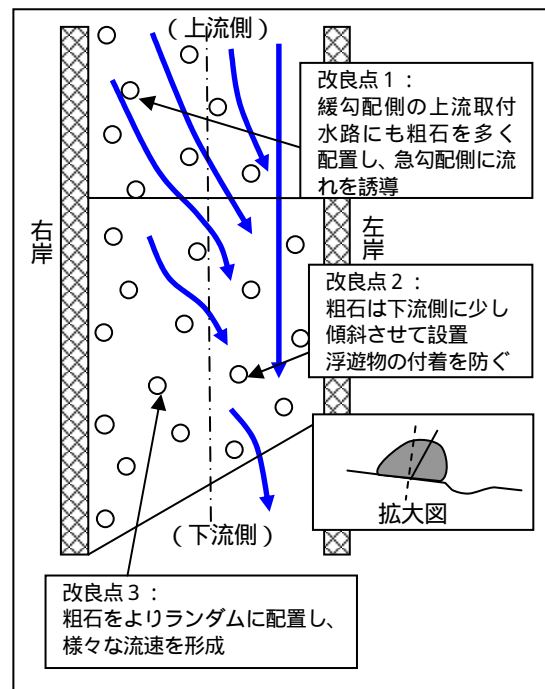 （上流側）
改良点１：
緩勾配側の上流取付
水路にも粗石を多く
配置し、急勾配側に流
れを誘導
右岸
左岸
改良点２：
粗石は下流側に少し
傾斜させて設置
浮遊物の付着を防ぐ
拡大図
（下流側）
改良点３：
粗石をよりランダムに配置し、
様々な流速を形成